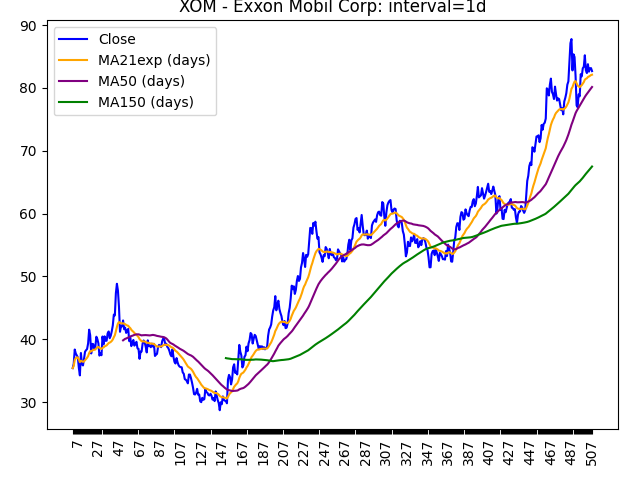 XOM - Exxon Mobil Corp: interval=1d
Close
MA21exp (days)
MA50 (days)
MA150 (days)
90
80
70
60
50
40
30
7 27 47 67 87 107 127 147 167 187 207 227 247 267 287 307 327 347 367 387 407 427 447 467 487 507